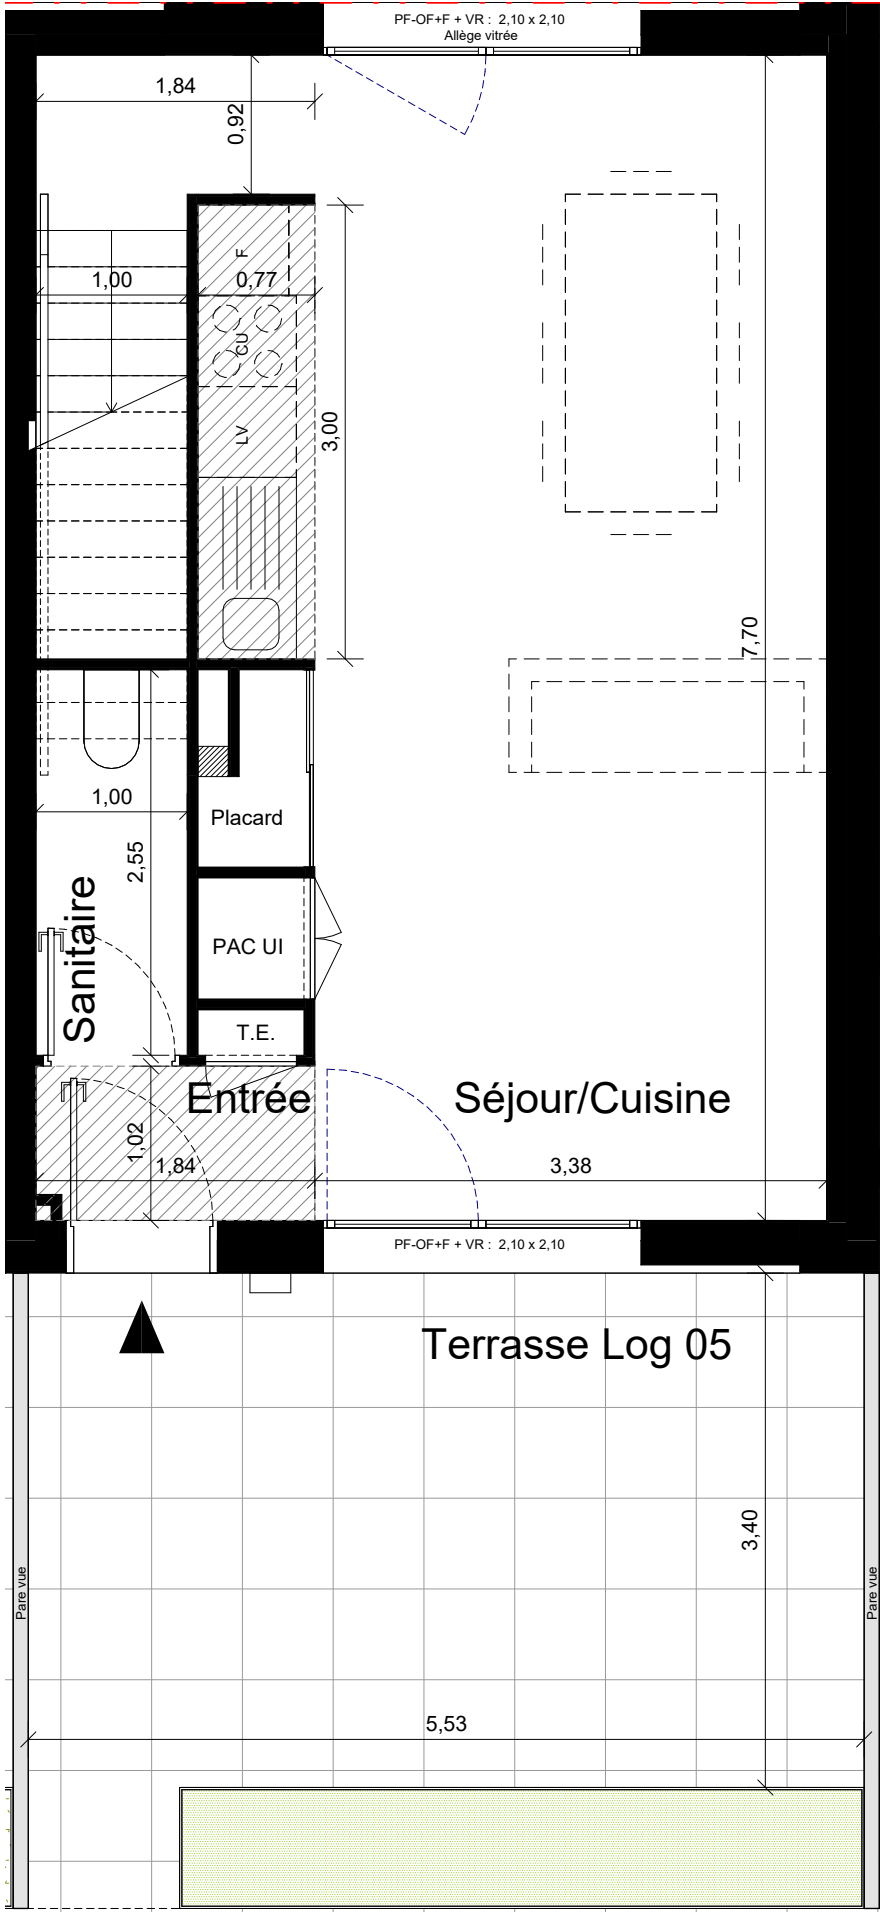 PF-OF+F + VR : 2,10 x 2,10
Allège vitrée
1,84
0,92
F
1,00
0,77
CU
3,00
LV
7,70
1,00
Placard
2,55
Sanitaire
PAC UI
T.E.
Entrée
Séjour/Cuisine
1,02
1,84
3,38
PF-OF+F + VR : 2,10 x 2,10
Terrasse Log 05
3,40
Pare vue
Pare vue
5,53